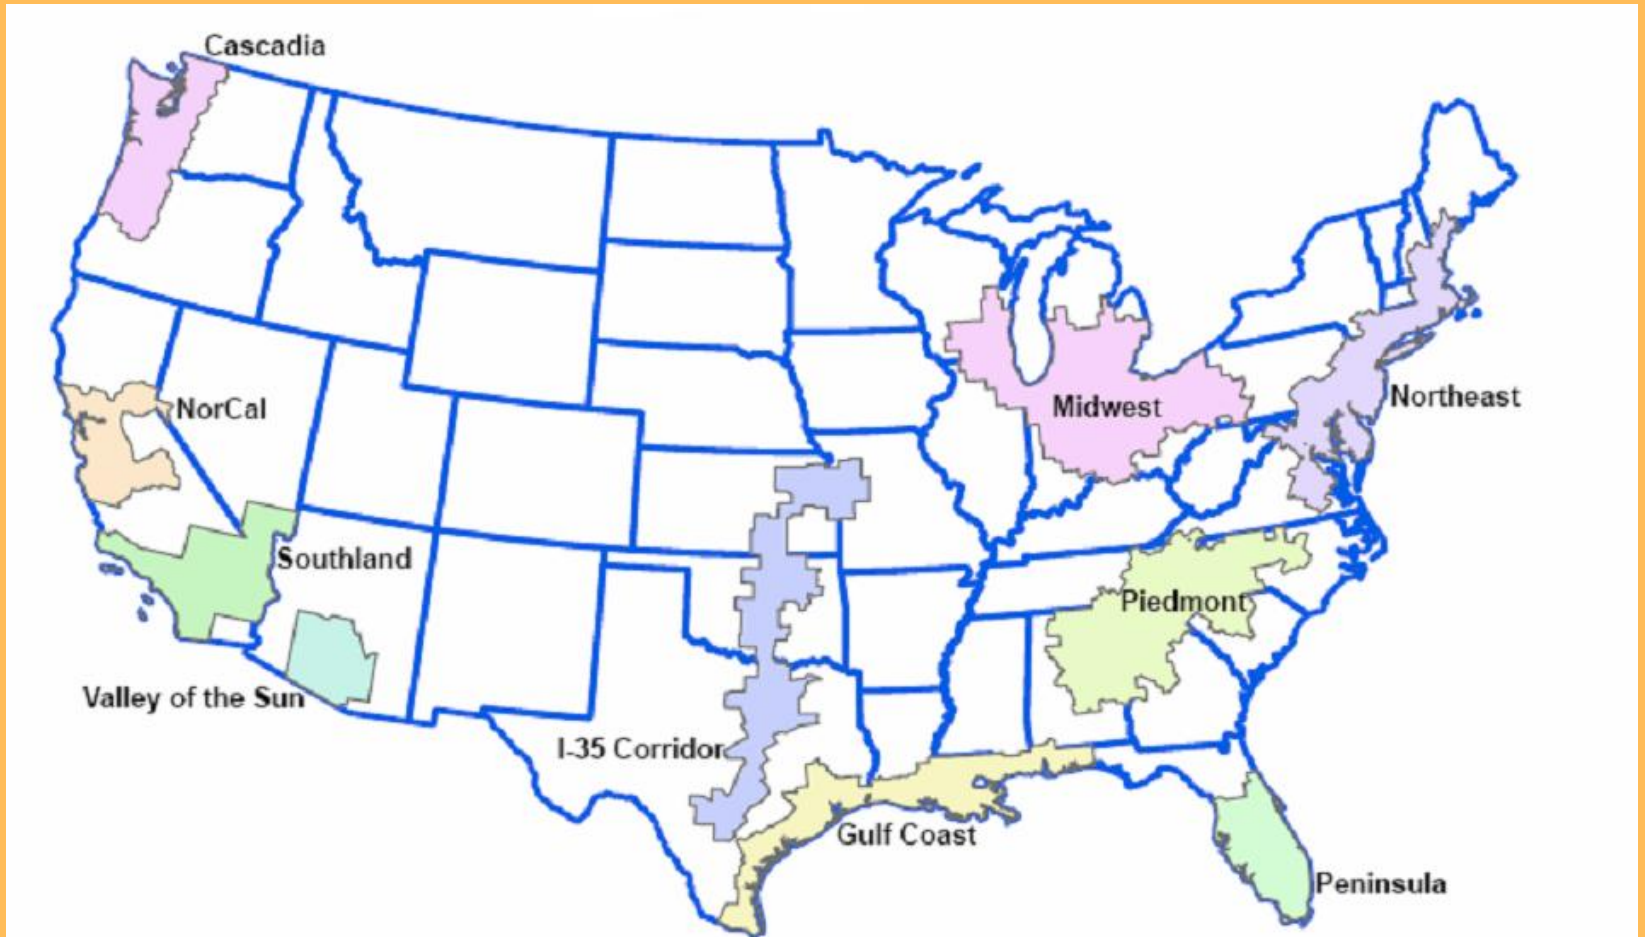 Cascadia
NorCal
Midwest
Northeast
Southland
Piedmont
Valley of the Sun
I-35 Corridor
Gulf Coast
Peninsula